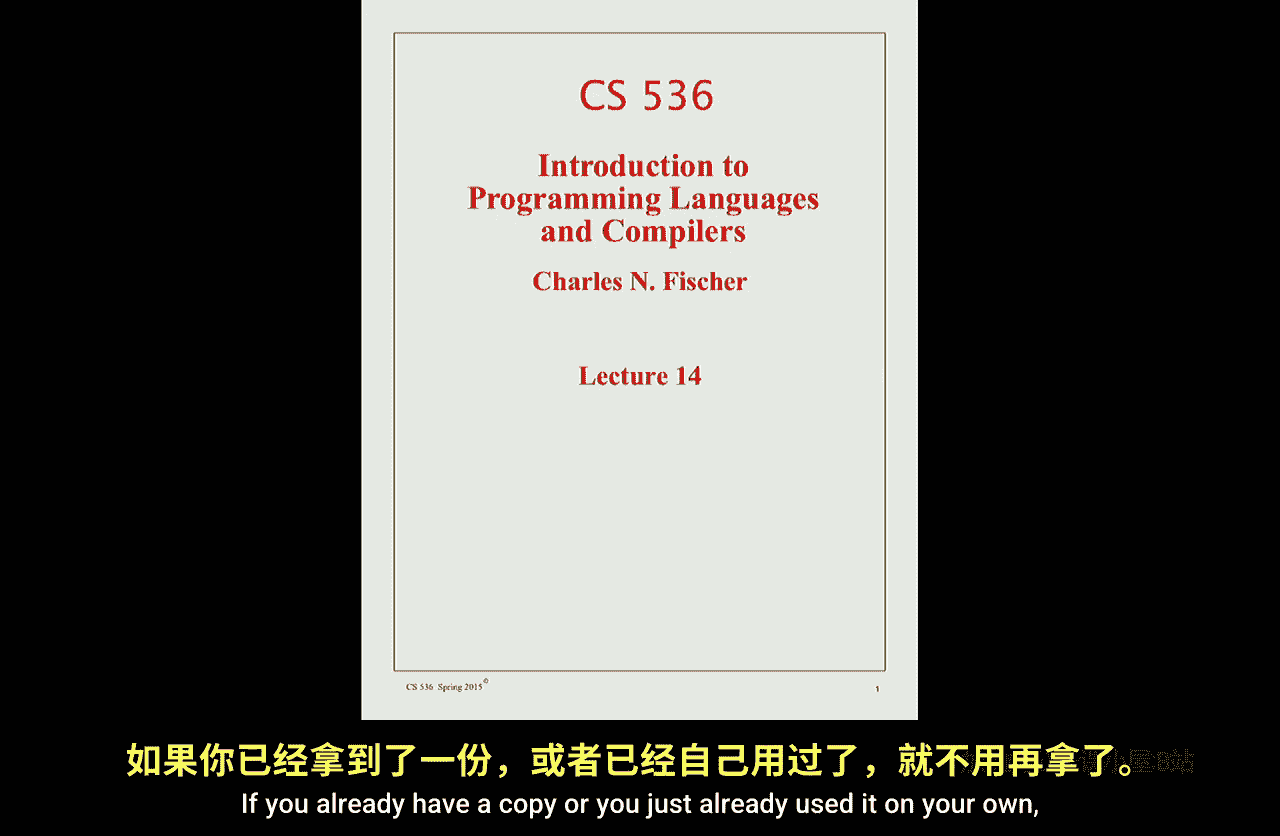 CS 536
Introduction to
Programming Languages
and Compilers
Charles N. Fischer
Lecture 14
CS 536 Spring 2015©
1
如果你已经拿到了一份，或者已经自己用过了，就不用再拿了。
If you already have a copy or you just already used it on your own,